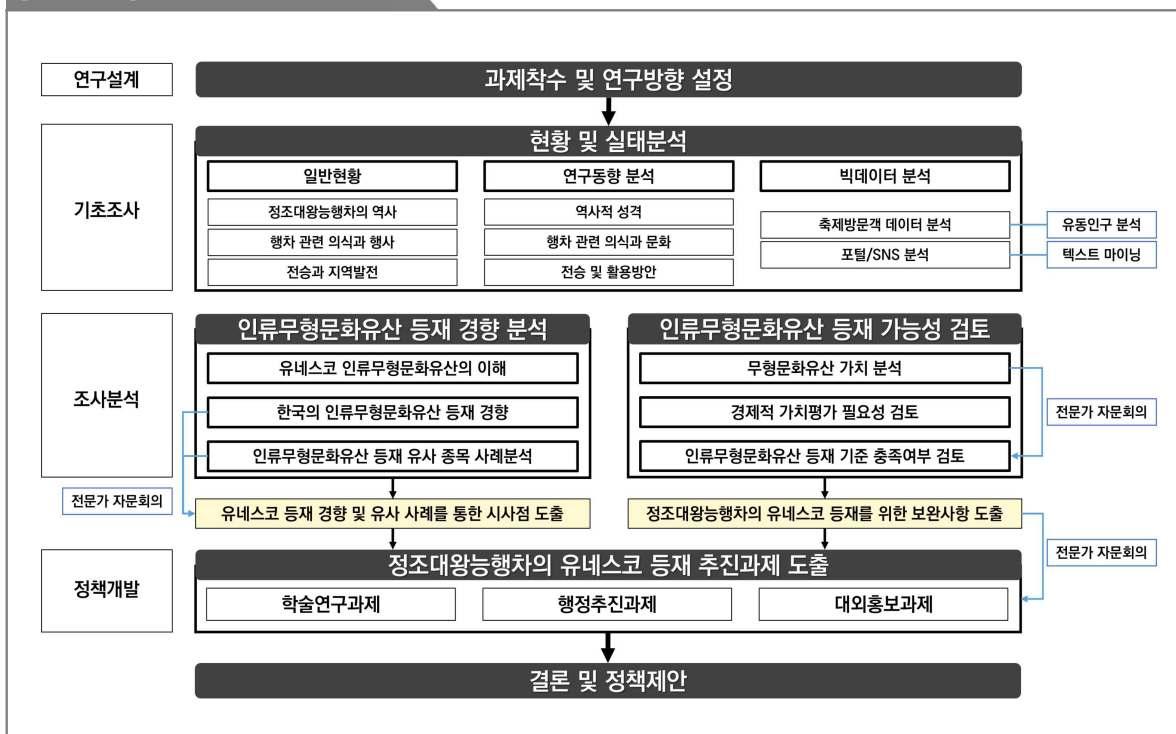 연구설계
과제착수 및 연구방향 설정
기초조사
현황 및 실태분석
일반현황
정조대왕능행차의 역사
행차 관련 의식과 행사
전승과 지역발전
연구동향 분석
역사적 성격
행차 관련 의식과 문화
전승 및 활용방안
빅데이터 분석
축제방문객 데이터 분석
유동인구 분석
포털/SNS 분석
텍스트 마이닝
조사분석
인류무형문화유산 등재 경향 분석
유네스코 인류무형문화유산의 이해
한국의 인류무형문화유산 등재 경향
인류무형문화유산 등재 유사 종목 사례분석
전문가 자문회의
유네스코 등재 경향 및 유사 사례를 통한 시사점 도출
인류무형문화유산 등재 가능성 검토
무형문화유산 가치 분석
경제적 가치평가 필요성 검토
인류무형문화유산 등재 기준 충족여부 검토
전문가 자문회의
정조대왕능행차의 유네스코 등재를 위한 보완사항 도출
전문가 자문회의
정책개발
정조대왕능행차의 유네스코 등재 추진과제 도출
학술연구과제
행정추진과제
대외홍보과제
결론 및 정책제안